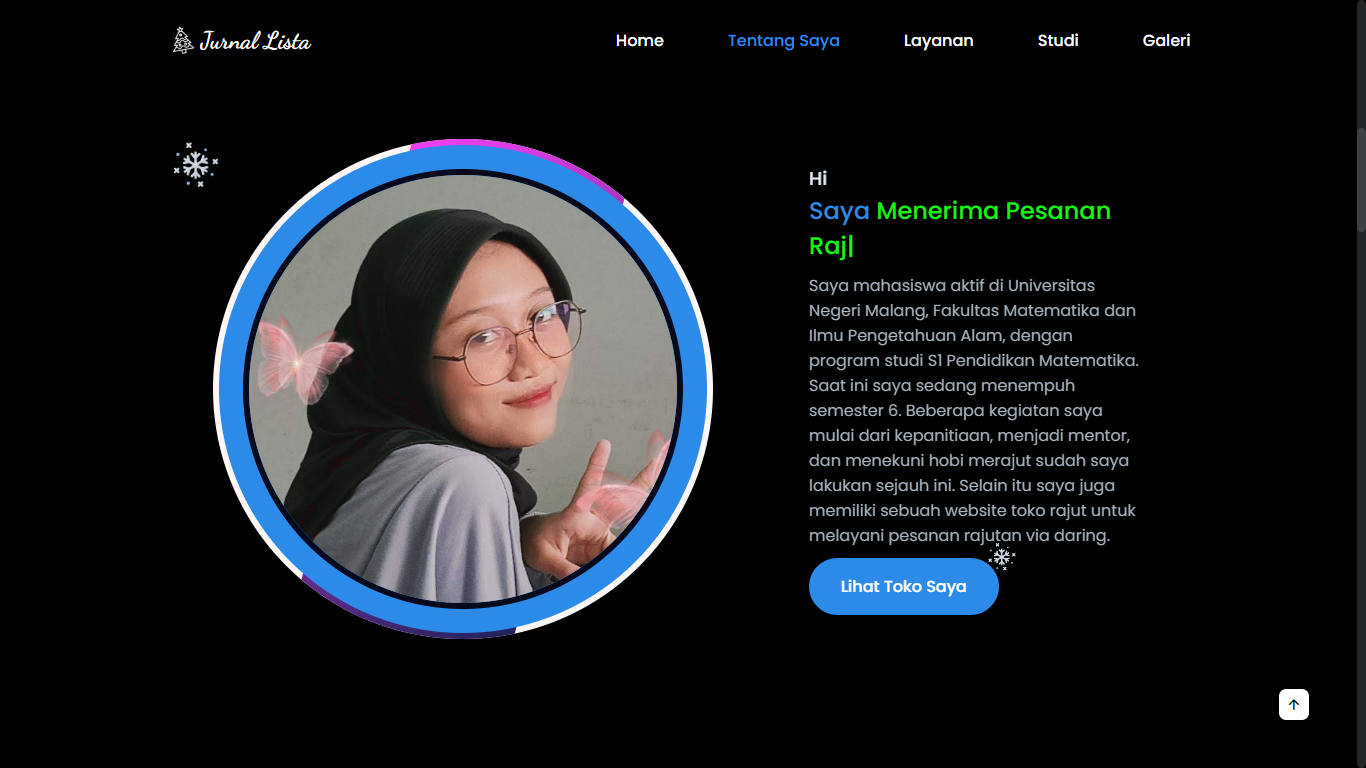 Jurnal Lista
Home Tentang Saya Layanan Studi Galeri
Hi
Saya Menerima Pesanan
Raj|
Saya mahasiswa aktif di Universitas
Negeri Malang, Fakultas Matematika dan
Ilmu Pengetahuan Alam, dengan
program studi S1 Pendidikan Matematika.
Saat ini saya sedang menempuh
semester 6. Beberapa kegiatan saya
mulai dari kepanitiaan, menjadi mentor,
dan menekuni hobi merajut sudah saya
lakukan sejauh ini. Selain itu saya juga
memiliki sebuah website toko rajut untuk
melayani pesanan rajutan via daring.
Lihat Toko Saya